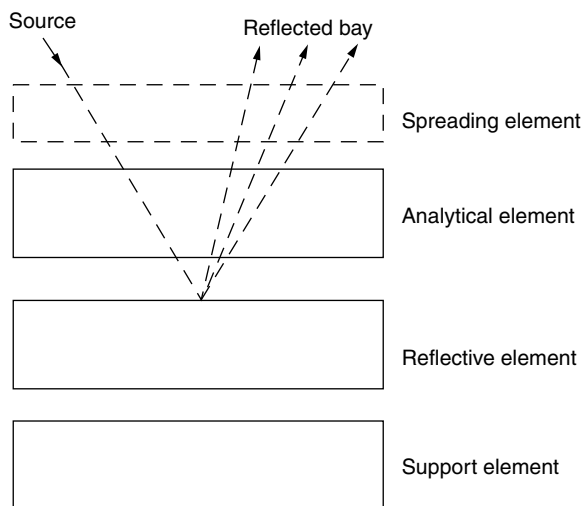 Source
Reflected bay
Spreading element
Analytical element
Reflective element
Support element